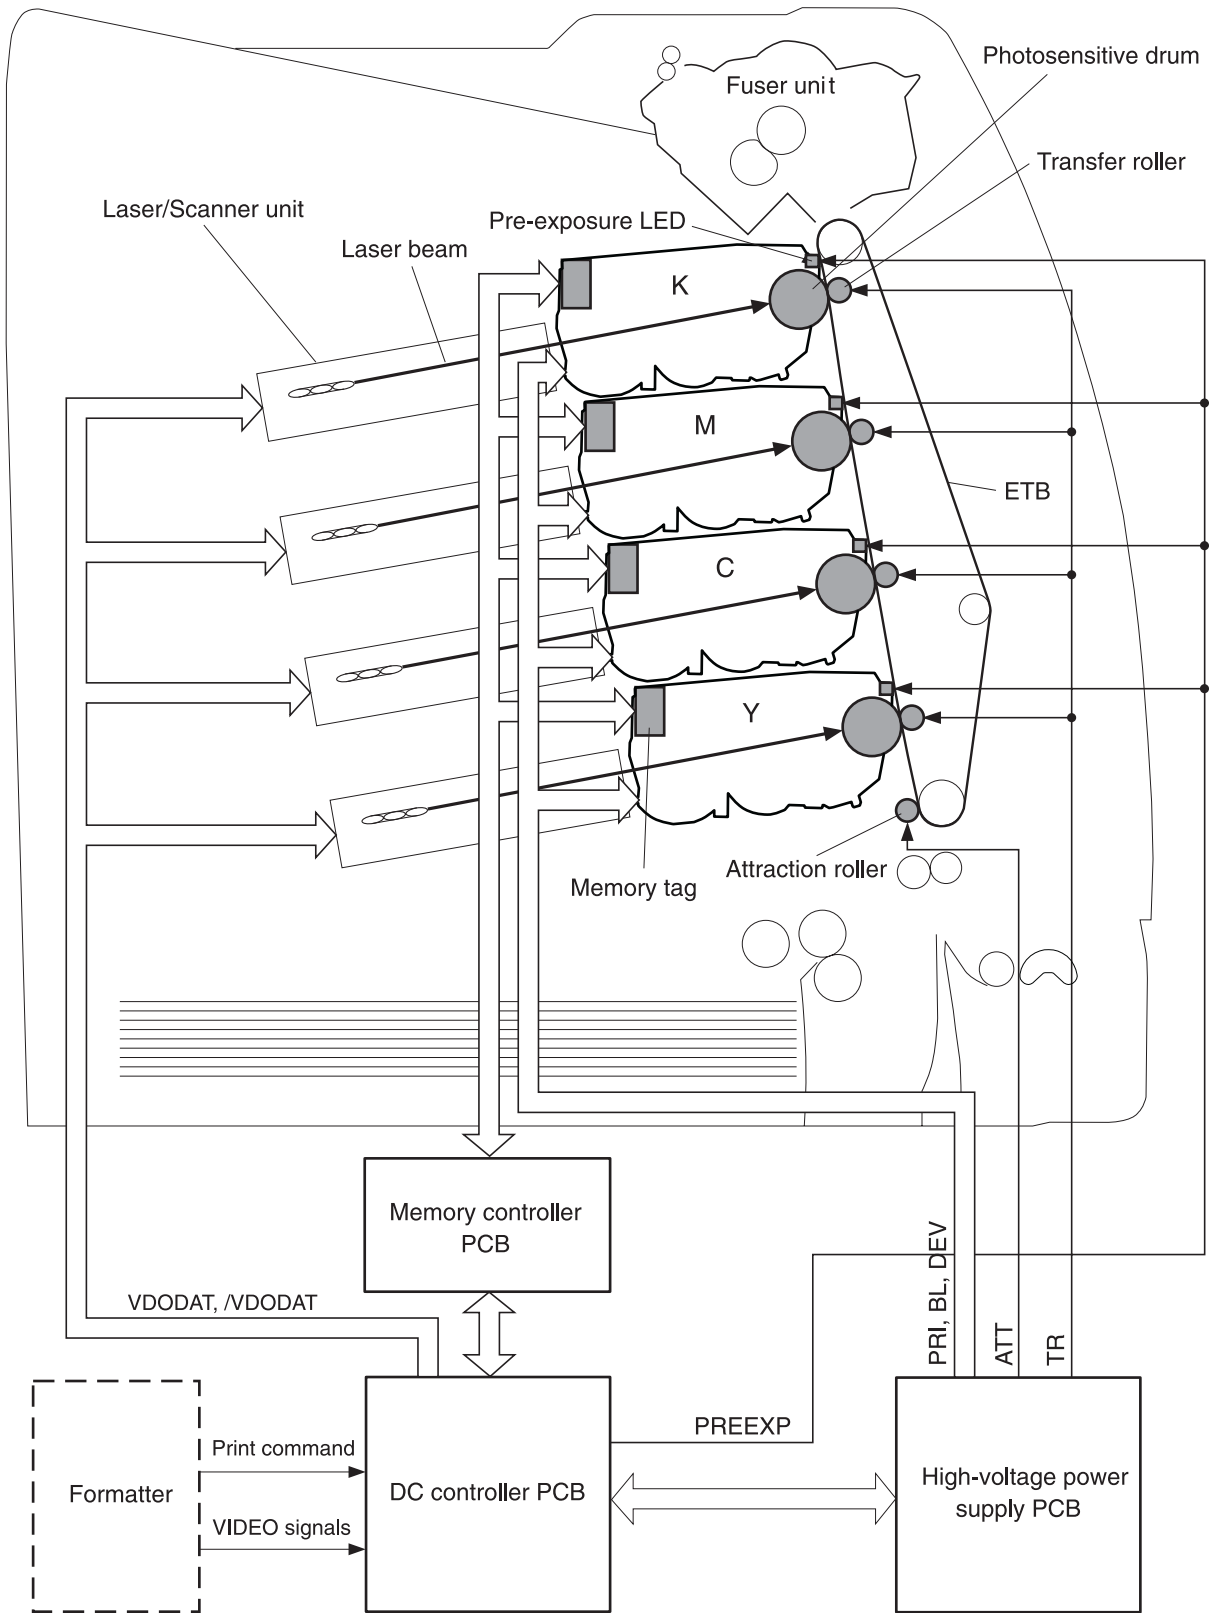 Photosensitive drum
Fuser unit
Transfer roller
Laser/Scanner unit
Pre-exposure LED
Laser beam
K
M
ETB
C
Y
Attraction roller
Memory tag
Memory controller
PCB
VDODAT, /VDODAT
PRI, BL, DEV
ATT
TR
PREEXP
Print command
Formatter
DC controller PCB
High-voltage power
supply PCB
VIDEO signals